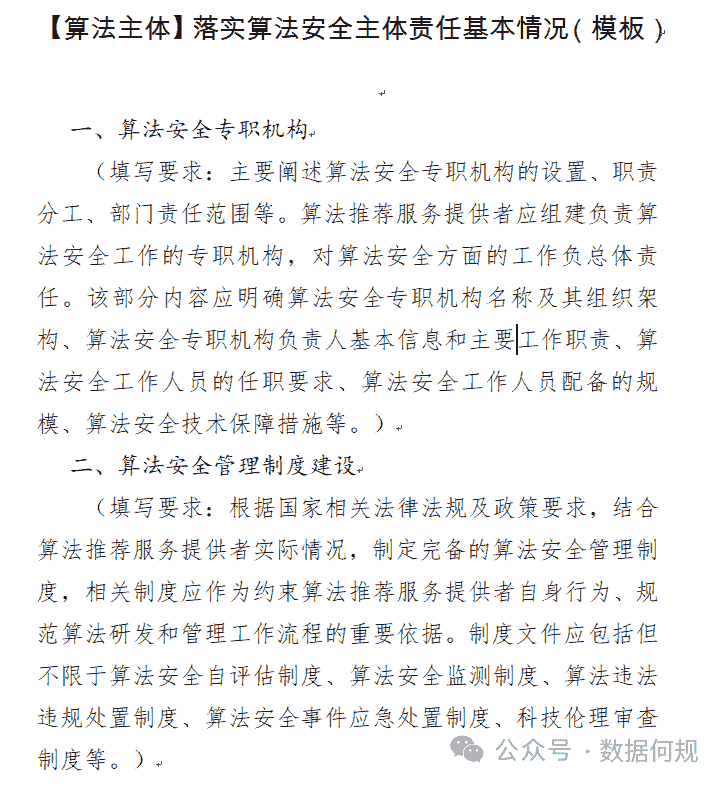 【算法主体】落实算法安全主体责任基本情况（模板）
一、算法安全专职机构
（填写要求：主要阐述算法安全专职机构的设置、职责
分工、部门责任范围等。算法推荐服务提供者应组建负责算
法安全工作的专职机构，对算法安全方面的工作负总体责
任。该部分内容应明确算法安全专职机构名称及其组织架
构、算法安全专职机构负责人基本信息和主要工作职责、算
法安全工作人员的任职要求、算法安全工作人员配备的规
模、算法安全技术保障措施等。）
二、算法安全管理制度建设
（填写要求：根据国家相关法律法规及政策要求，结合
算法推荐服务提供者实际情况，制定完备的算法安全管理制
度，相关制度应作为约束算法推荐服务提供者自身行为、规
范算法研发和管理工作流程的重要依据。制度文件应包括但
不限于算法安全自评估制度、算法安全监测制度、算法违法
违规处置制度、算法安全事件应急处置制度、科技伦理审查
制度等。）
公众号·数据何规